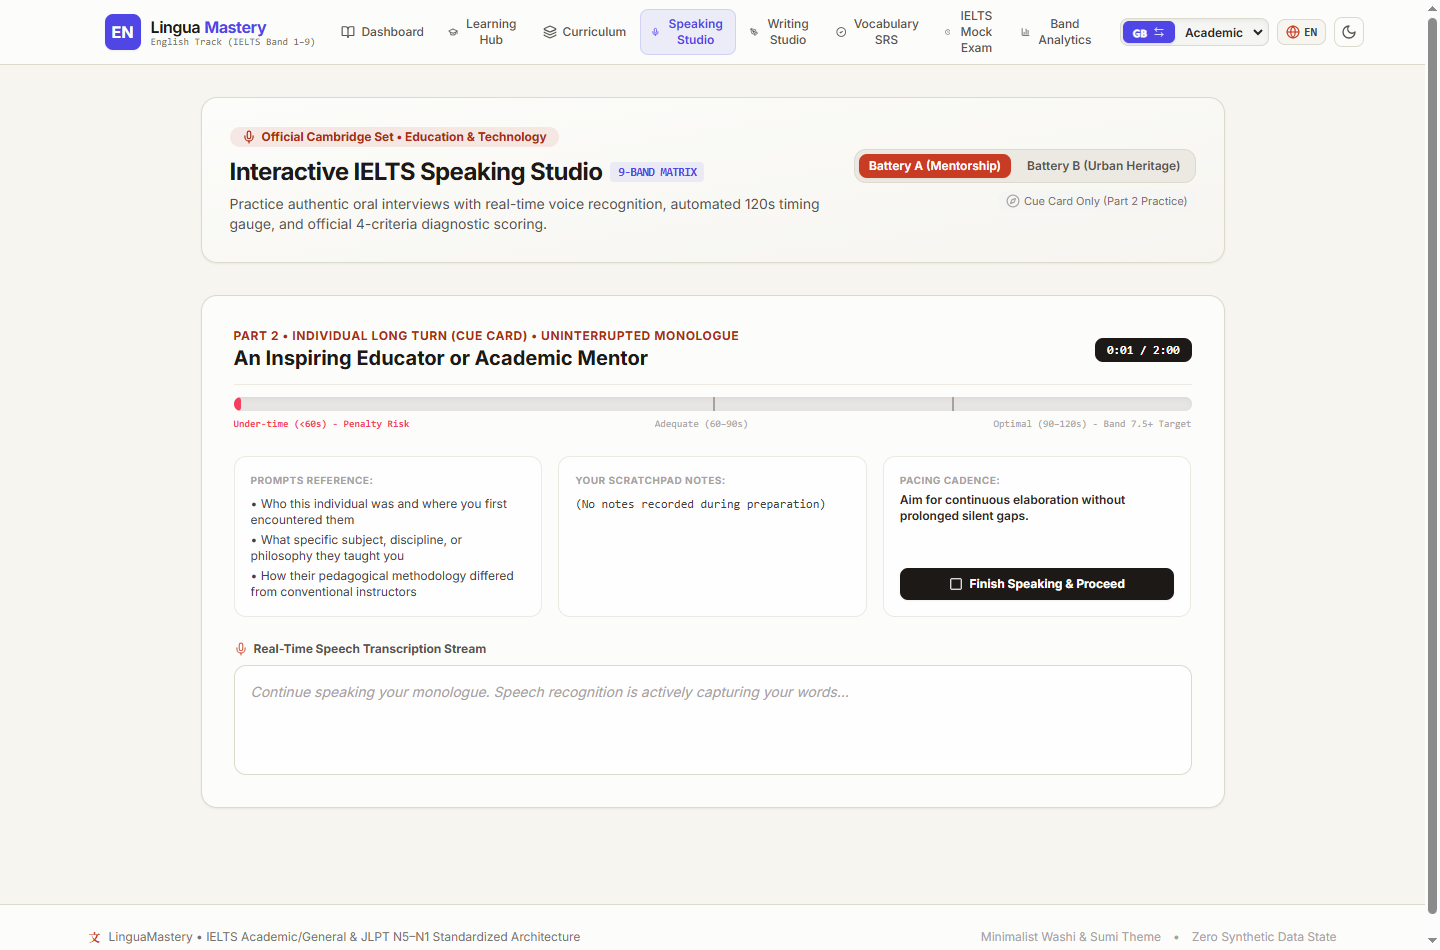 EN
Lingua Mastery
English Track (IELTS Band 1–9)
Dashboard
Learning
Hub
Curriculum
Speaking
Studio
Writing
Studio
Vocabulary
SRS
IELTS
Mock
Exam
Band
Analytics
GB
Academic
EN
Official Cambridge Set • Education & Technology
Interactive IELTS Speaking Studio
9-BAND MATRIX
Practice authentic oral interviews with real-time voice recognition, automated 120s timing
gauge, and official 4-criteria diagnostic scoring.
Battery A (Mentorship)
Battery B (Urban Heritage)
Cue Card Only (Part 2 Practice)
PART 2 • INDIVIDUAL LONG TURN (CUE CARD) • UNINTERRUPTED MONOLOGUE
An Inspiring Educator or Academic Mentor
0:01 / 2:00
Under-time (<60s) - Penalty Risk
Adequate (60–90s)
Optimal (90–120s) - Band 7.5+ Target
PROMPTS REFERENCE:
• Who this individual was and where you first
encountered them
• What specific subject, discipline, or
philosophy they taught you
• How their pedagogical methodology differed
from conventional instructors
YOUR SCRATCHPAD NOTES:
(No notes recorded during preparation)
PACING CADENCE:
Aim for continuous elaboration without
prolonged silent gaps.
Finish Speaking & Proceed
Real-Time Speech Transcription Stream
Continue speaking your monologue. Speech recognition is actively capturing your words...
文 LinguaMastery • IELTS Academic/General & JLPT N5–N1 Standardized Architecture
Minimalist Washi & Sumi Theme • Zero Synthetic Data State